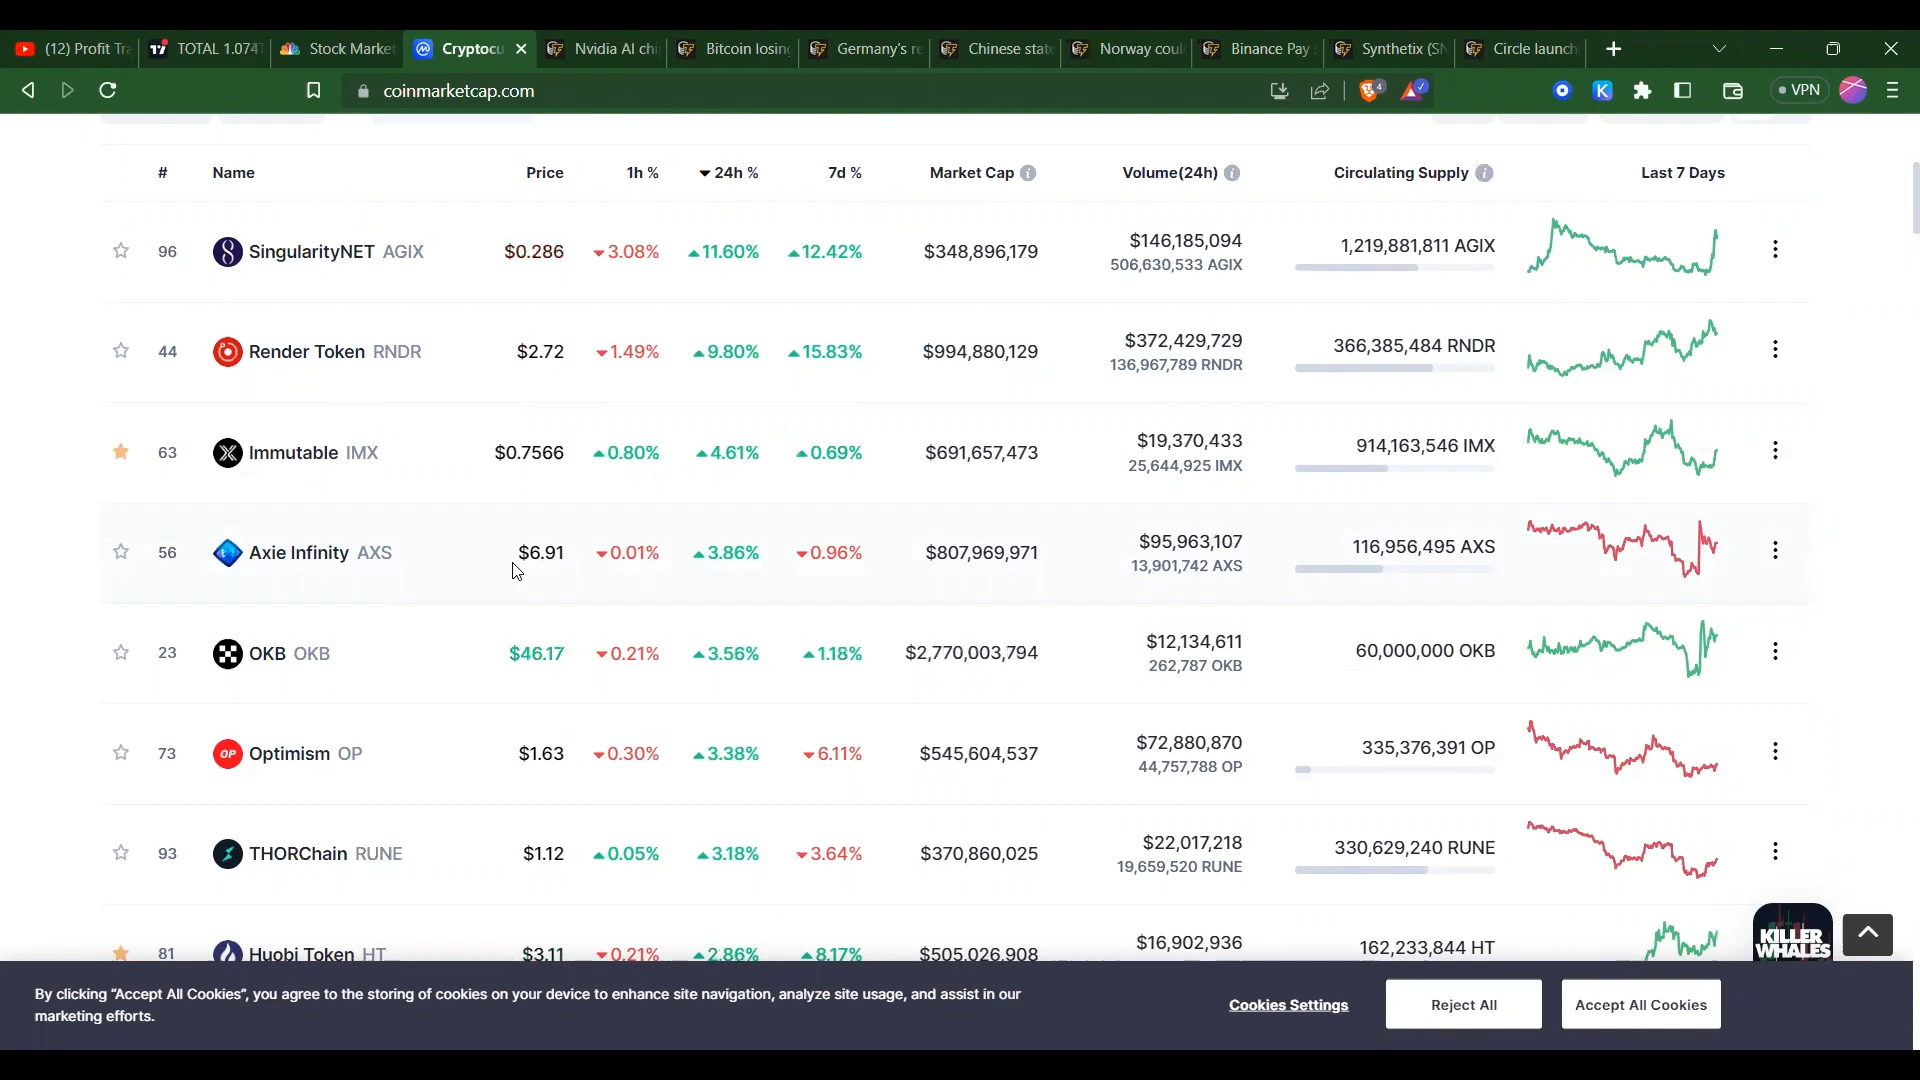 (12) Profit Tra
TOTAL 1.074T
Stock Market
Cryptocu
Nvidia AI chi
Bitcoin losing
Germany's re
Chinese state
Norway coul
Binance Pay
Synthetix (SN
Circle launch
coinmarketcap.com
4
VPN
# Name Price 1h % 24h % 7d % Market Cap Volume(24h) Circulating Supply Last 7 Days
96 SingularityNET AGIX $0.286 3.08% 11.60% 12.42% $348,896,179 $146,185,094 1,219,881,811 AGIX
506,630,533 AGIX
44 Render Token RNDR $2.72 1.49% 9.80% 15.83% $994,880,129 $372,429,729 366,385,484 RNDR
136,967,789 RNDR
63 Immutable IMX $0.7566 0.80% 4.61% 0.69% $691,657,473 $19,370,433 914,163,546 IMX
25,644,925 IMX
56 Axie Infinity AXS $6.91 0.01% 3.86% 0.96% $807,969,971 $95,963,107 116,956,495 AXS
13,901,742 AXS
23 OKB OKB $46.17 0.21% 3.56% 1.18% $2,770,003,794 $12,134,611 60,000,000 OKB
262,787 OKB
73 OP Optimism OP $1.63 0.30% 3.38% 6.11% $545,604,537 $72,880,870 335,376,391 OP
44,757,788 OP
93 THORChain RUNE $1.12 0.05% 3.18% 3.64% $370,860,025 $22,017,218 330,629,240 RUNE
19,659,520 RUNE
81 Huobi Token HT $3.11 0.21% 2.86% 8.17% $505,026,908 $16,902,936 162,233,844 HT
KILLER
WHALES
By clicking “Accept All Cookies”, you agree to the storing of cookies on your device to enhance site navigation, analyze site usage, and assist in our
marketing efforts.
Cookies Settings
Reject All
Accept All Cookies